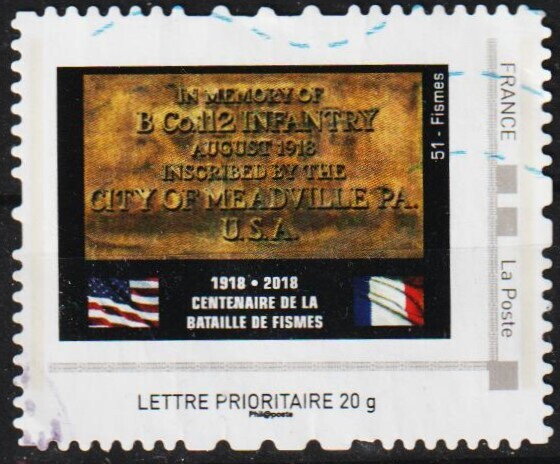 IN MEMORY OF
B Co. 112 INFANTRY
AUGUST 1918
INSCRIBED BY THE
CITY OF MEADVILLE PA.
U.S.A.
1918 • 2018
CENTENAIRE DE LA
BATAILLE DE FISMES
51 - Fismes
FRANCE
La Poste
LETTRE PRIORITAIRE 20 g
Phil@poste